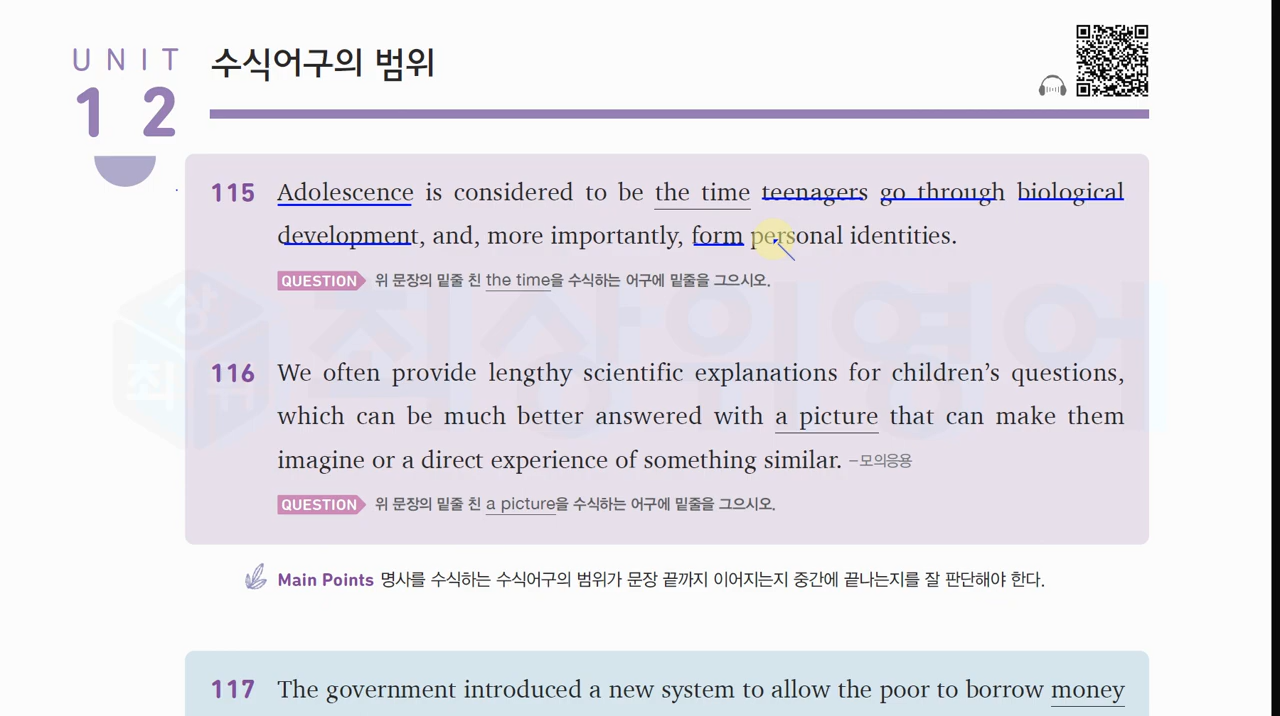 UNIT
12
수식어구의 범위
115 Adolescence is considered to be the time teenagers go through biological
development, and, more importantly, form personal identities.
QUESTION 위 문장의 밑줄 친 the time을 수식하는 어구에 밑줄을 그으시오.
최상위영어
상
최 위
116 We often provide lengthy scientific explanations for children's questions,
which can be much better answered with a picture that can make them
imagine or a direct experience of something similar. –모의응용
QUESTION 위 문장의 밑줄 친 a picture을 수식하는 어구에 밑줄을 그으시오.
Main Points 명사를 수식하는 수식어구의 범위가 문장 끝까지 이어지는지 중간에 끝나는지를 잘 판단해야 한다.
117 The government introduced a new system to allow the poor to borrow money